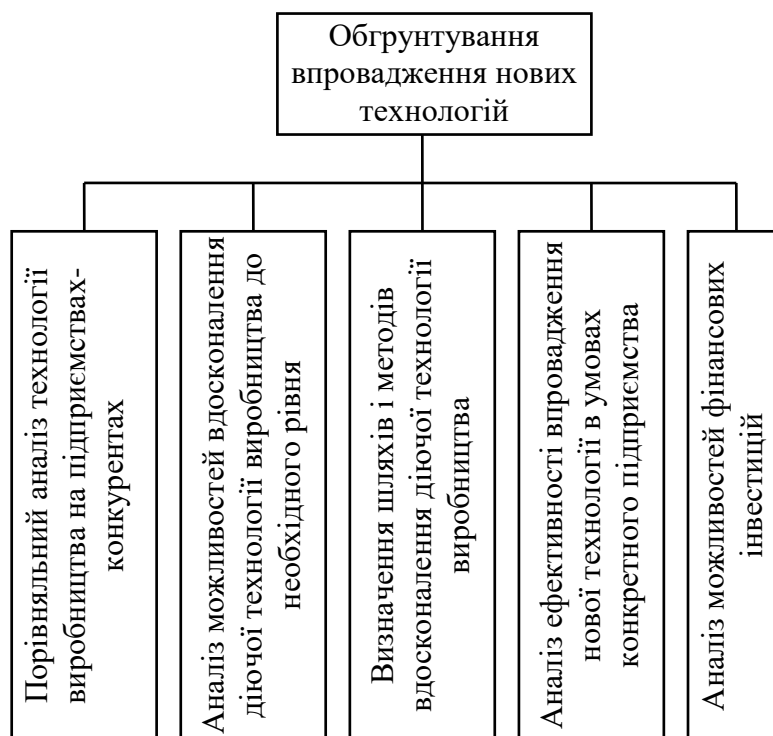 Обгрунтування
впровадження нових
технологій
Порівняльний аналіз технології
виробництва на підприємствах-
конкурентах
Аналіз можливостей вдосконалення
діючої технології виробництва до
необхідного рівня
Визначення шляхів і методів
вдосконалення діючої технології
виробництва
Аналіз ефективності впровадження
нової технології в умовах
конкретного підприємства
Аналіз можливостей фінансових
інвестицій